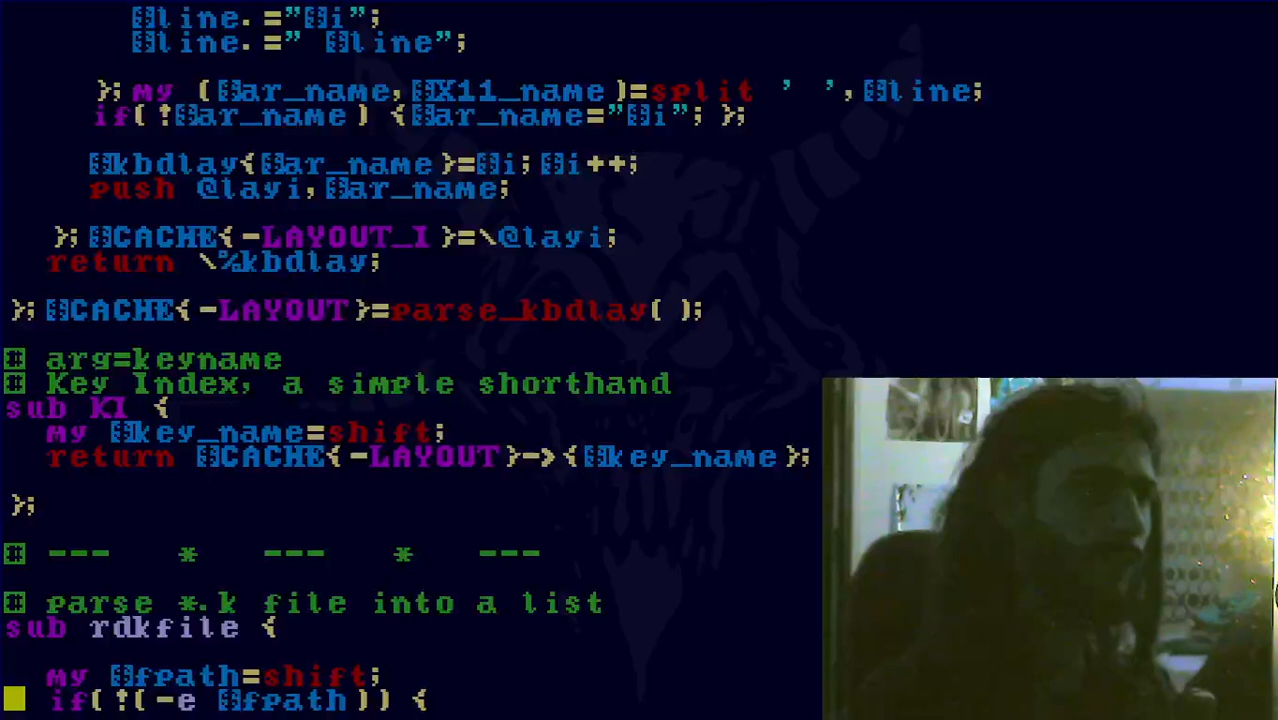 $line.="$i";
$line.=" $line";
};my ($ar_name,$X11_name)=split ' ',$line;
if(!$ar_name) {$ar_name="$i"; };
$kbdlay{$ar_name}=$i;$i++;
push @layi,$ar_name;
};$CACHE{-LAYOUT_I}=\@layi;
return \%kbdlay;
};$CACHE{-LAYOUT}=parse_kbdlay();
# arg=keyname
# Key Index, a simple shorthand
sub KI {
my $key_name=shift;
return $CACHE{-LAYOUT}->{$key_name};
};
# --- * --- * ---
# parse *.k file into a list
sub rdkfile {
my $fpath=shift;
if(!(-e $fpath)) {